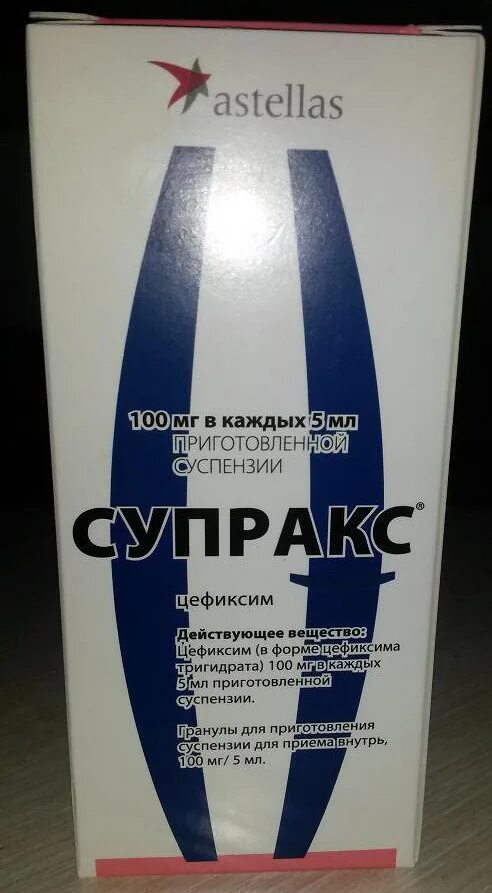 astellas
100 мг в каждых 5 мл
ПРИГОТОВЛЕННОЙ
СУСПЕНЗИИ
СУПРАКС®
цефиксим
Действующее вещество:
Цефиксим (в форме цефиксима
тригидрата) 100 мг в каждых
5 мл приготовленной
суспензии.
Гранулы для приготовления
суспензии для приема внутрь,
100 мг/ 5 мл.